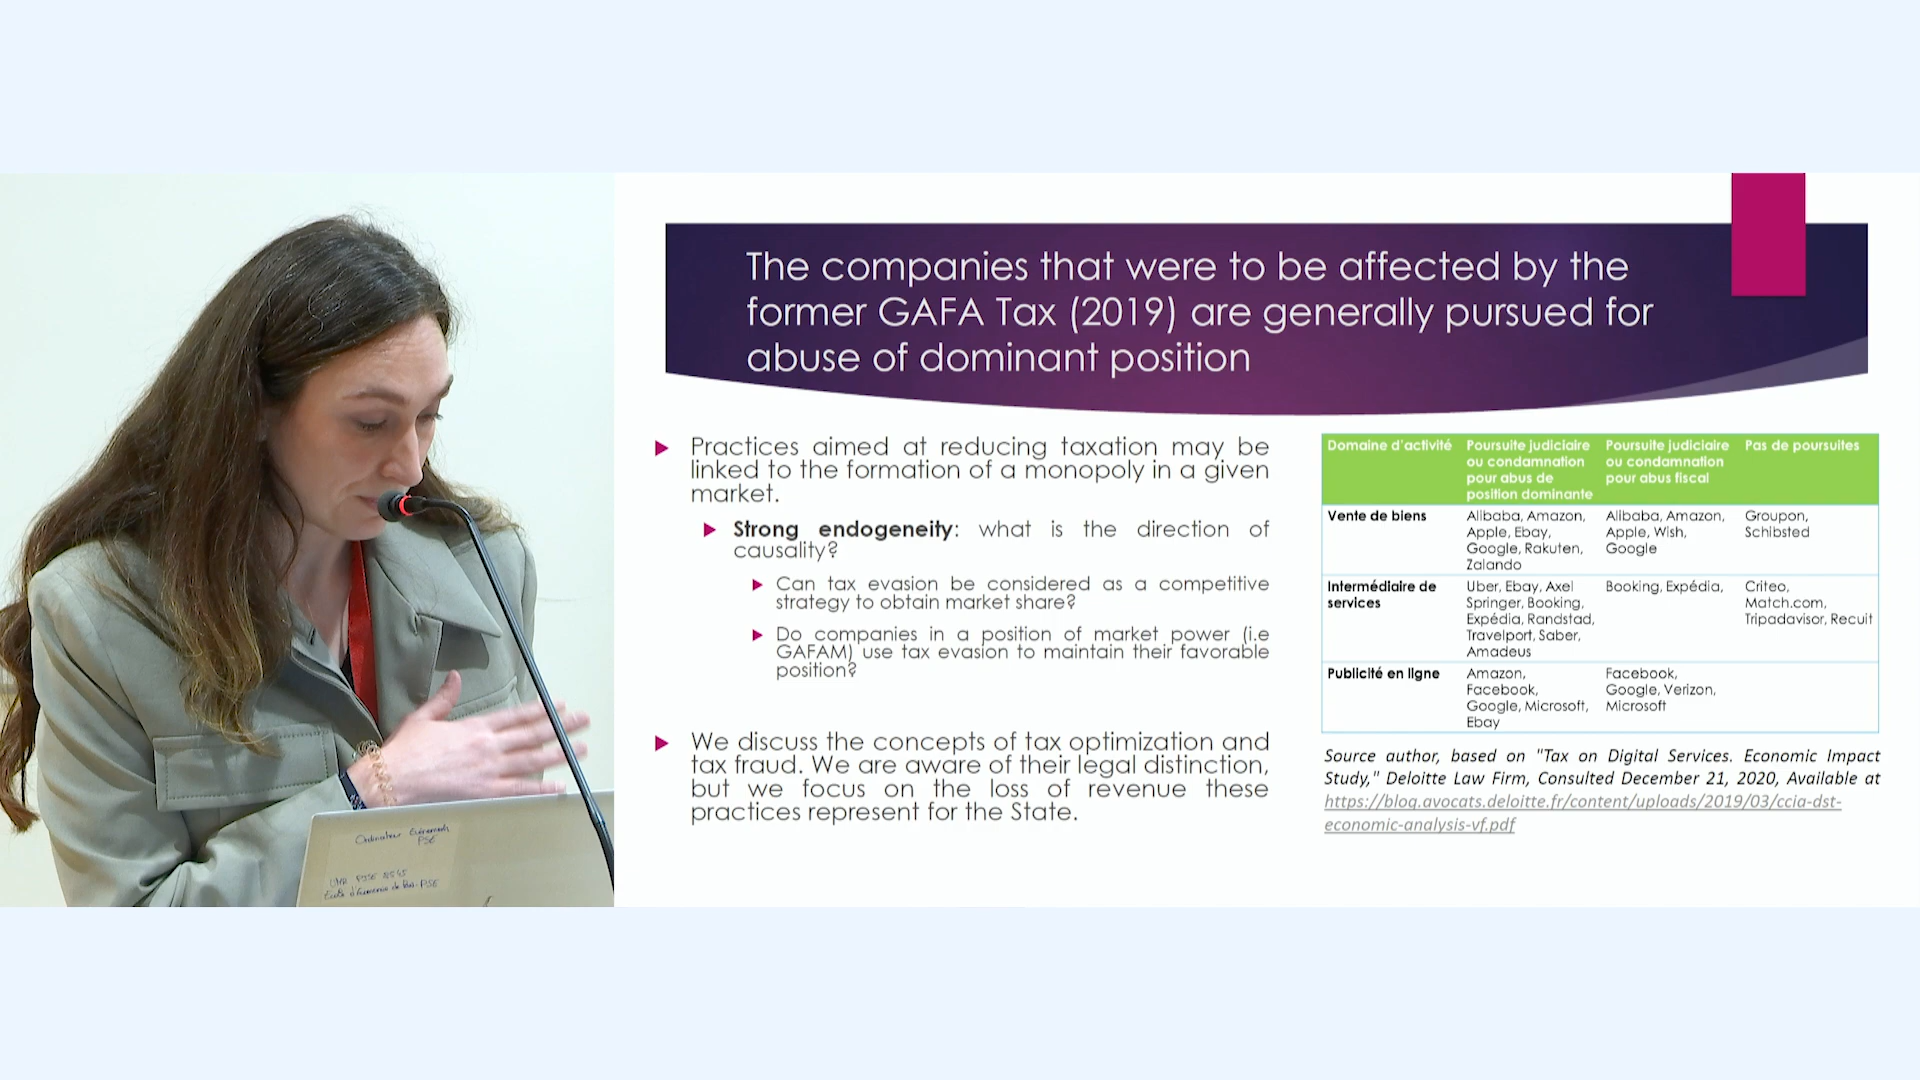 The companies that were to be affected by the
former GAFA Tax (2019) are generally pursued for
abuse of dominant position
Practices aimed at reducing taxation may be
linked to the formation of a monopoly in a given
market.
Strong endogeneity: what is the direction of
causality?
Can tax evasion be considered as a competitive
strategy to obtain market share?
Do companies in a position of market power (i.e
GAFAM) use tax evasion to maintain their favorable
position?
We discuss the concepts of tax optimization and
tax fraud. We are aware of their legal distinction,
but we focus on the loss of revenue these
practices represent for the State.
Domaine d'activité
Poursuite judiciaire
ou condamnation
pour abus de
position dominante
Poursuite judiciaire
ou condamnation
pour abus fiscal
Pas de poursuites
Vente de biens
Alibaba, Amazon,
Apple, Ebay,
Google, Rakuten,
Zalando
Alibaba, Amazon,
Apple, Wish,
Google
Groupon,
Schibsted
Intermédiaire de
services
Uber, Ebay, Axel
Springer, Booking,
Expédia, Randstad,
Travelport, Saber,
Amadeus
Booking, Expédia,
Criteo,
Match.com,
Tripadavisor, Recuit
Publicité en ligne
Amazon,
Facebook,
Google, Microsoft,
Ebay
Facebook,
Google, Verizon,
Microsoft
Source author, based on "Tax on Digital Services. Economic Impact
Study," Deloitte Law Firm, Consulted December 21, 2020, Available at
https://blog.avocats.deloitte.fr/content/uploads/2019/03/ccia-dst-
economic-analysis-vf.pdf
Ordinateur Evènements
PSE
UMR PJSE 8545